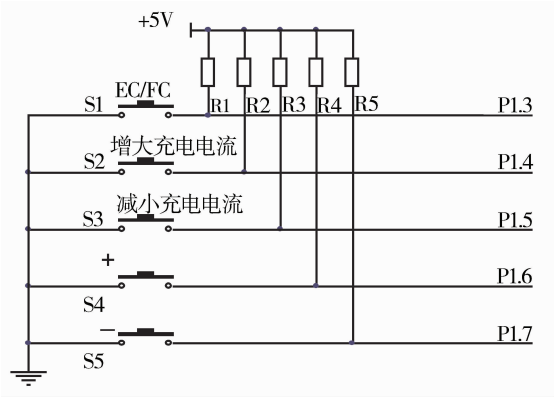 +5V
EC/FC
S1 R1 R2 R3 R4 R5 P1.3
增大充电电流
S2 P1.4
减小充电电流
S3 P1.5
+
P1.6
S4
−
P1.7
S5